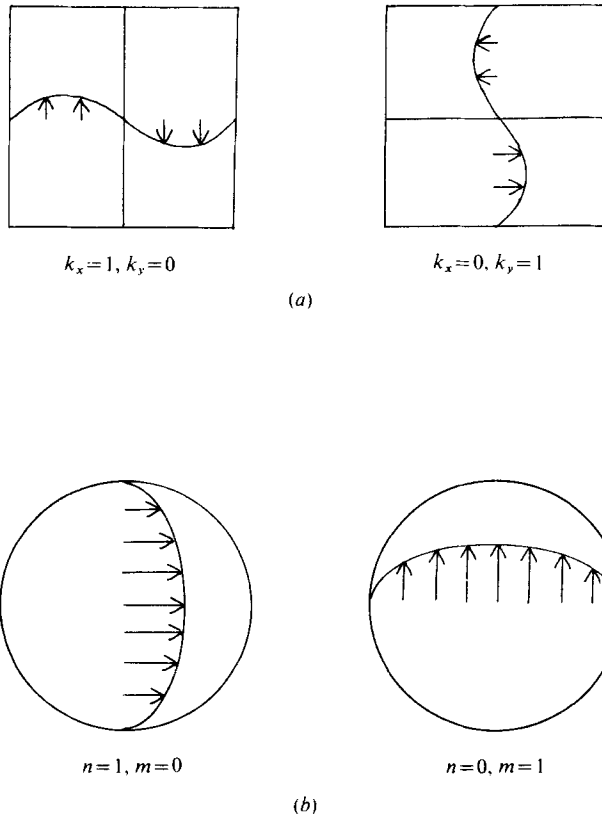 k_x=1, k_y=0
k_x=0, k_y=1
(a)
n=1, m=0
n=0, m=1
(b)